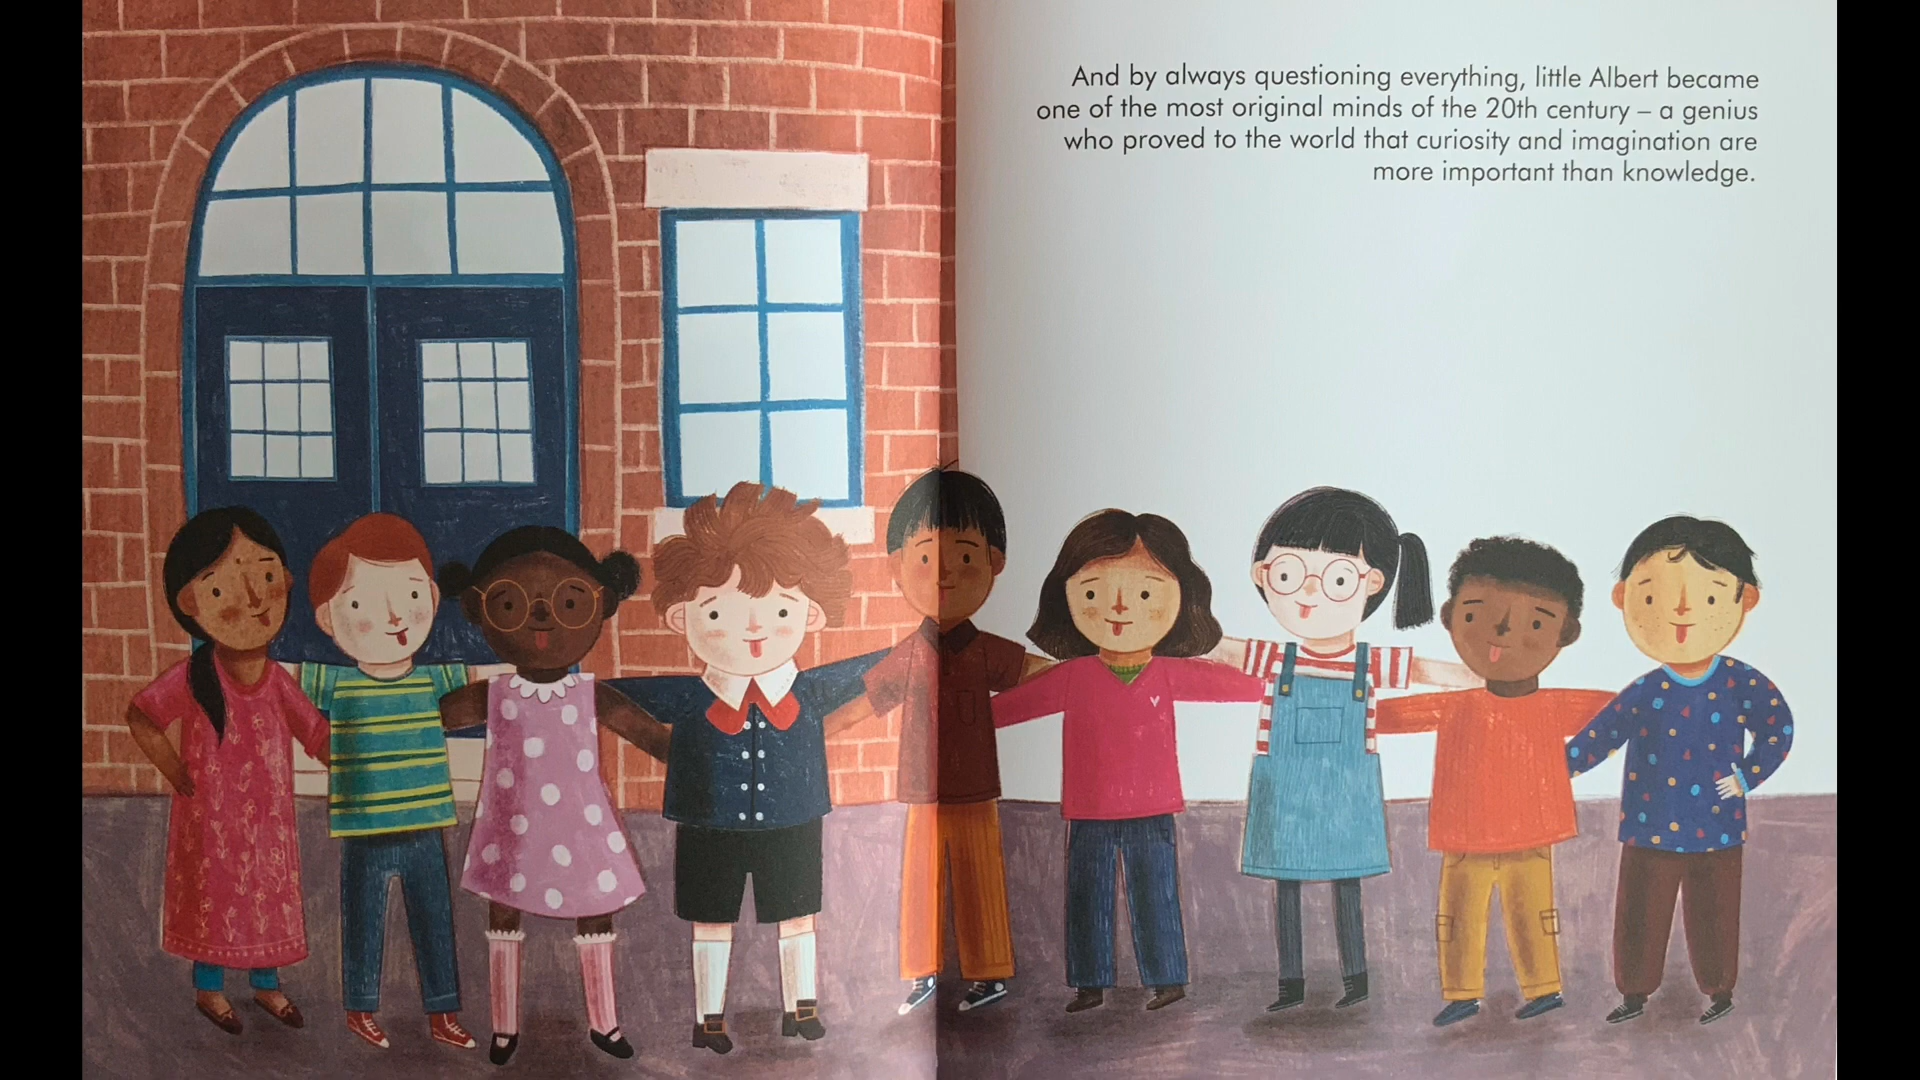 And by always questioning everything, little Albert became
one of the most original minds of the 20th century – a genius
who proved to the world that curiosity and imagination are
more important than knowledge.